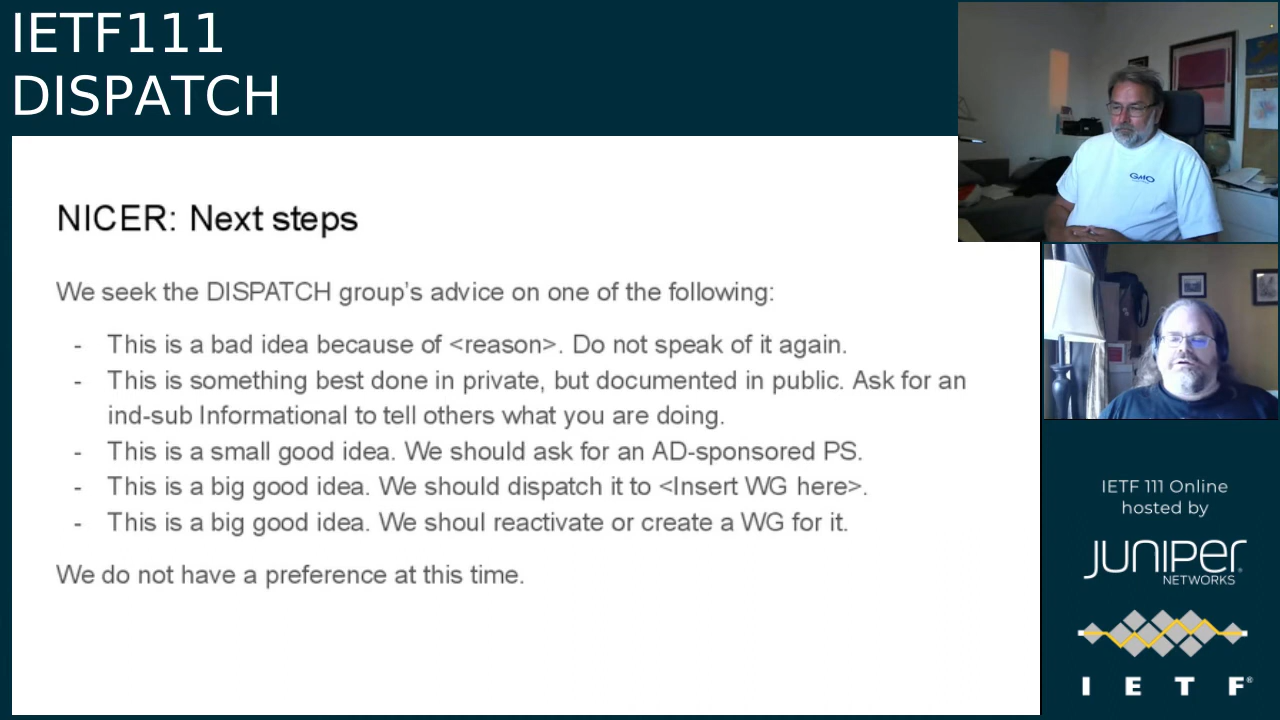 IETF111
DISPATCH
NICER: Next steps
We seek the DISPATCH group's advice on one of the following:
- This is a bad idea because of <reason>. Do not speak of it again.
- This is something best done in private, but documented in public. Ask for an
ind-sub Informational to tell others what you are doing.
- This is a small good idea. We should ask for an AD-sponsored PS.
- This is a big good idea. We should dispatch it to <Insert WG here>.
- This is a big good idea. We shoul reactivate or create a WG for it.
We do not have a preference at this time.
GMO
IETF 111 Online
hosted by
JUNIPER
NETWORKS
I E T F®